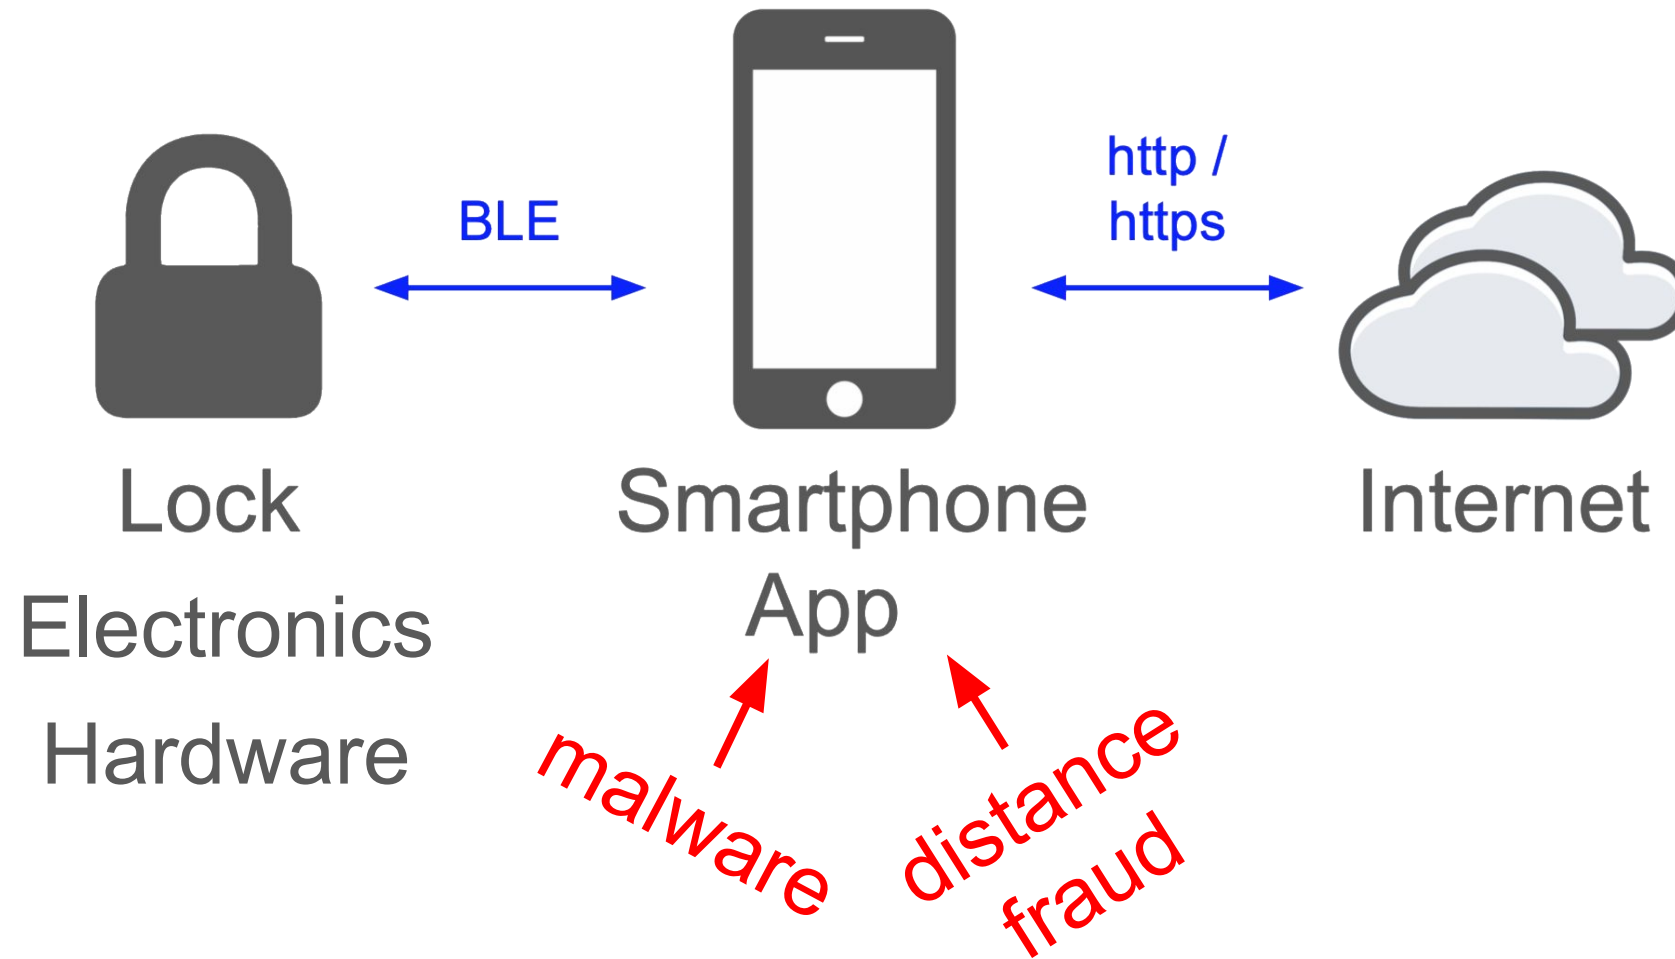 BLE
http /
https
Lock
Electronics
Hardware
Smartphone
App
Internet
malware
distance
fraud